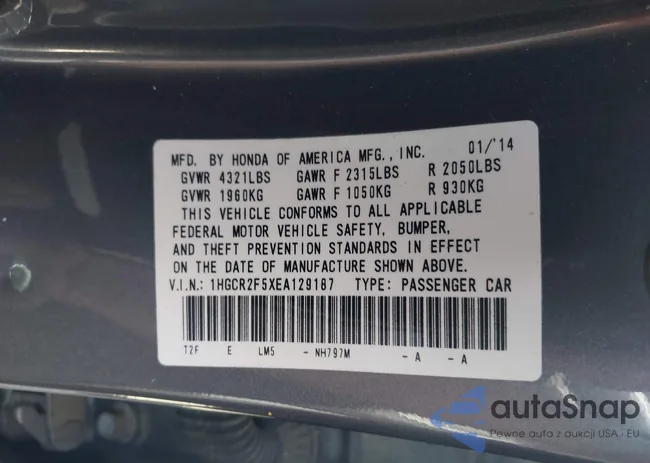 MFD. BY HONDA OF AMERICA MFG., INC. 01/'14
GVWR 4321LBS GAWR F 2315LBS R 2050LBS
GVWR 1960KG GAWR F 1050KG R 930KG
THIS VEHICLE CONFORMS TO ALL APPLICABLE
FEDERAL MOTOR VEHICLE SAFETY, BUMPER,
AND THEFT PREVENTION STANDARDS IN EFFECT
ON THE DATE OF MANUFACTURE SHOWN ABOVE.
V.I.N.: 1HGCR2F5XEA129187 TYPE: PASSENGER CAR
T2F E LM5 - NH797M - A - A
autaSnap
Pewne auta z aukcji USA i EU